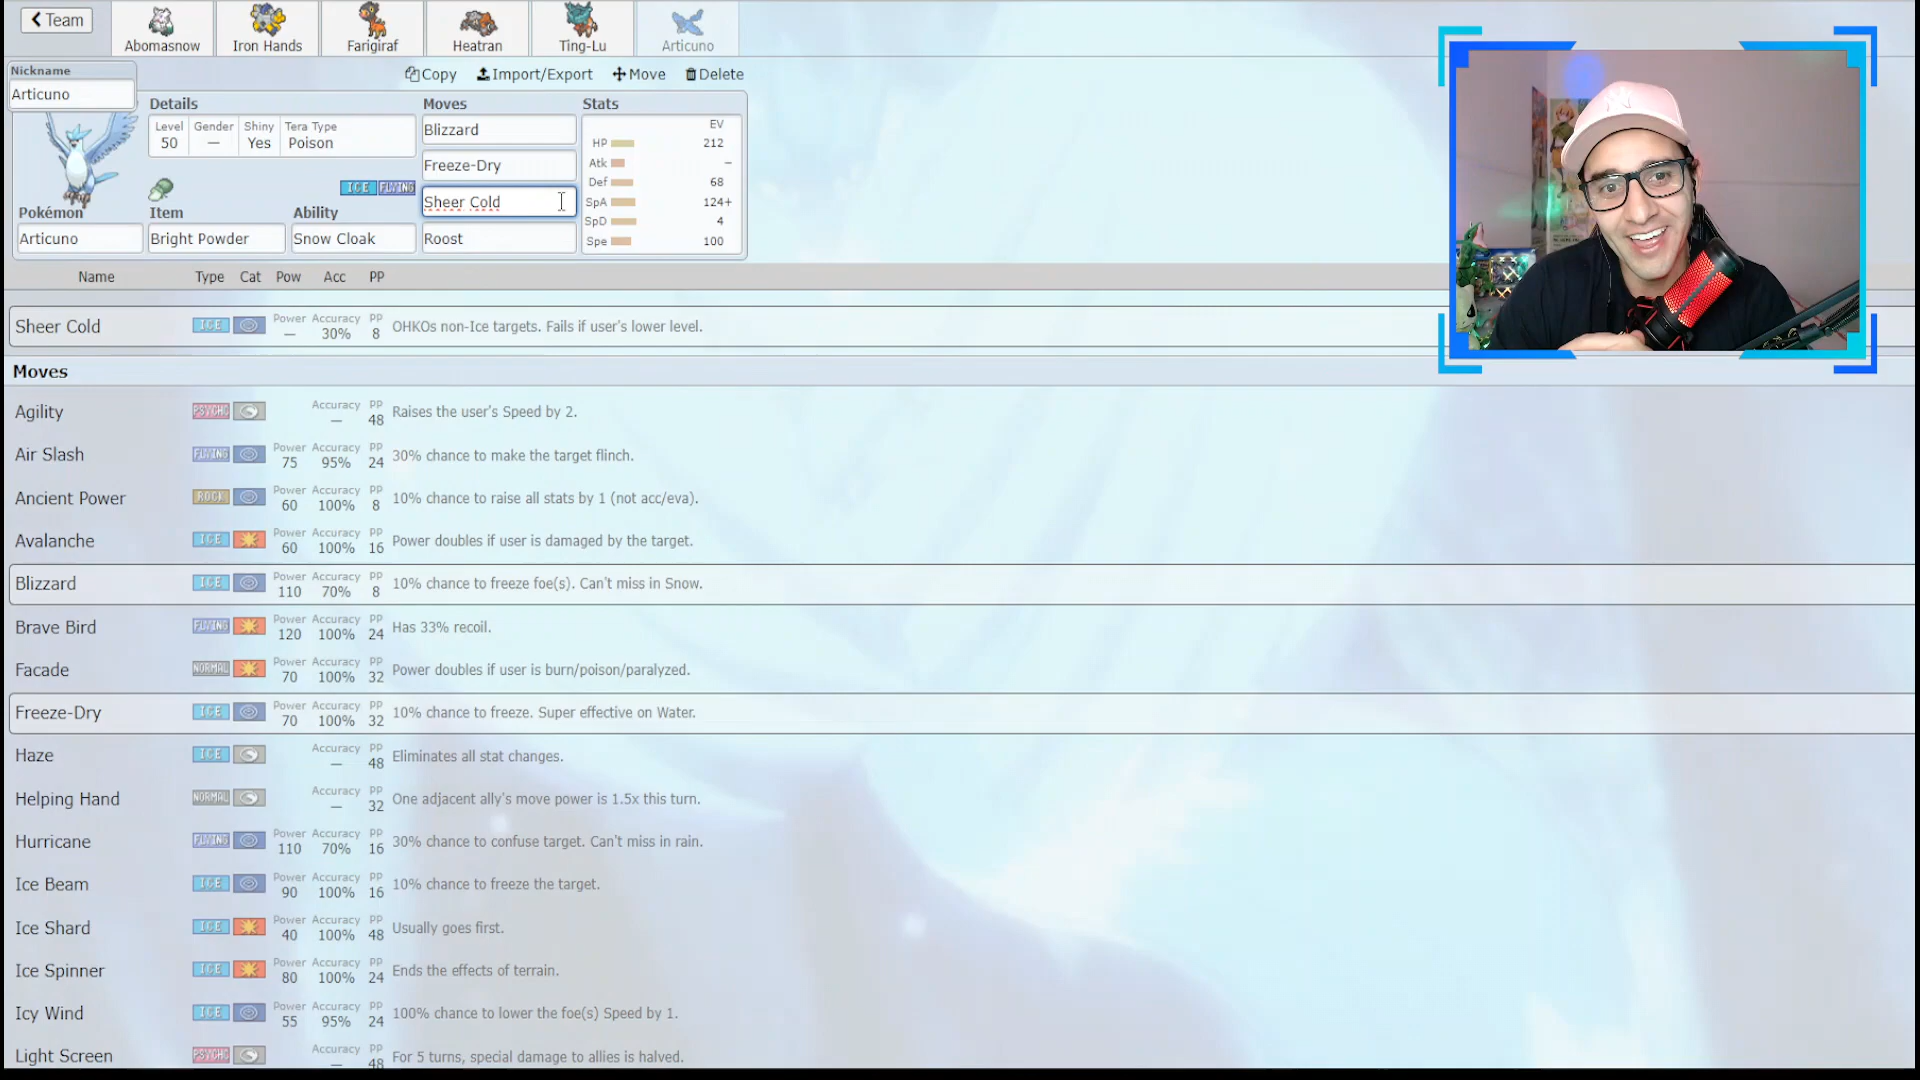 Team
Abomasnow
Iron Hands
Farigiraf
Heatran
Ting-Lu
Articuno
Nickname
Articuno
Copy
Import/Export
Move
Delete
Details
Moves
Stats
Level
50
Gender
—
Shiny
Yes
Tera Type
Poison
ICE FLYING
Pokémon
Articuno
Item
Bright Powder
Ability
Snow Cloak
Blizzard
Freeze-Dry
Sheer Cold
Roost
EV
HP 212
Atk –
Def 68
SpA 124+
SpD 4
Spe 100
Name Type Cat Pow Acc PP
Sheer Cold ICE Power — Accuracy 30% PP 8 OHKOs non-Ice targets. Fails if user's lower level.
Moves
Agility PSYCHC Accuracy — PP 48 Raises the user's Speed by 2.
Air Slash FLYING Power 75 Accuracy 95% PP 24 30% chance to make the target flinch.
Ancient Power ROCK Power 60 Accuracy 100% PP 8 10% chance to raise all stats by 1 (not acc/eva).
Avalanche ICE Power 60 Accuracy 100% PP 16 Power doubles if user is damaged by the target.
Blizzard ICE Power 110 Accuracy 70% PP 8 10% chance to freeze foe(s). Can't miss in Snow.
Brave Bird FLYING Power 120 Accuracy 100% PP 24 Has 33% recoil.
Facade NORMAL Power 70 Accuracy 100% PP 32 Power doubles if user is burn/poison/paralyzed.
Freeze-Dry ICE Power 70 Accuracy 100% PP 32 10% chance to freeze. Super effective on Water.
Haze ICE Accuracy — PP 48 Eliminates all stat changes.
Helping Hand NORMAL Accuracy — PP 32 One adjacent ally's move power is 1.5x this turn.
Hurricane FLYING Power 110 Accuracy 70% PP 16 30% chance to confuse target. Can't miss in rain.
Ice Beam ICE Power 90 Accuracy 100% PP 16 10% chance to freeze the target.
Ice Shard ICE Power 40 Accuracy 100% PP 48 Usually goes first.
Ice Spinner ICE Power 80 Accuracy 100% PP 24 Ends the effects of terrain.
Icy Wind ICE Power 55 Accuracy 95% PP 24 100% chance to lower the foe(s) Speed by 1.
Light Screen PSYCHC Accuracy — PP 48 For 5 turns, special damage to allies is halved.